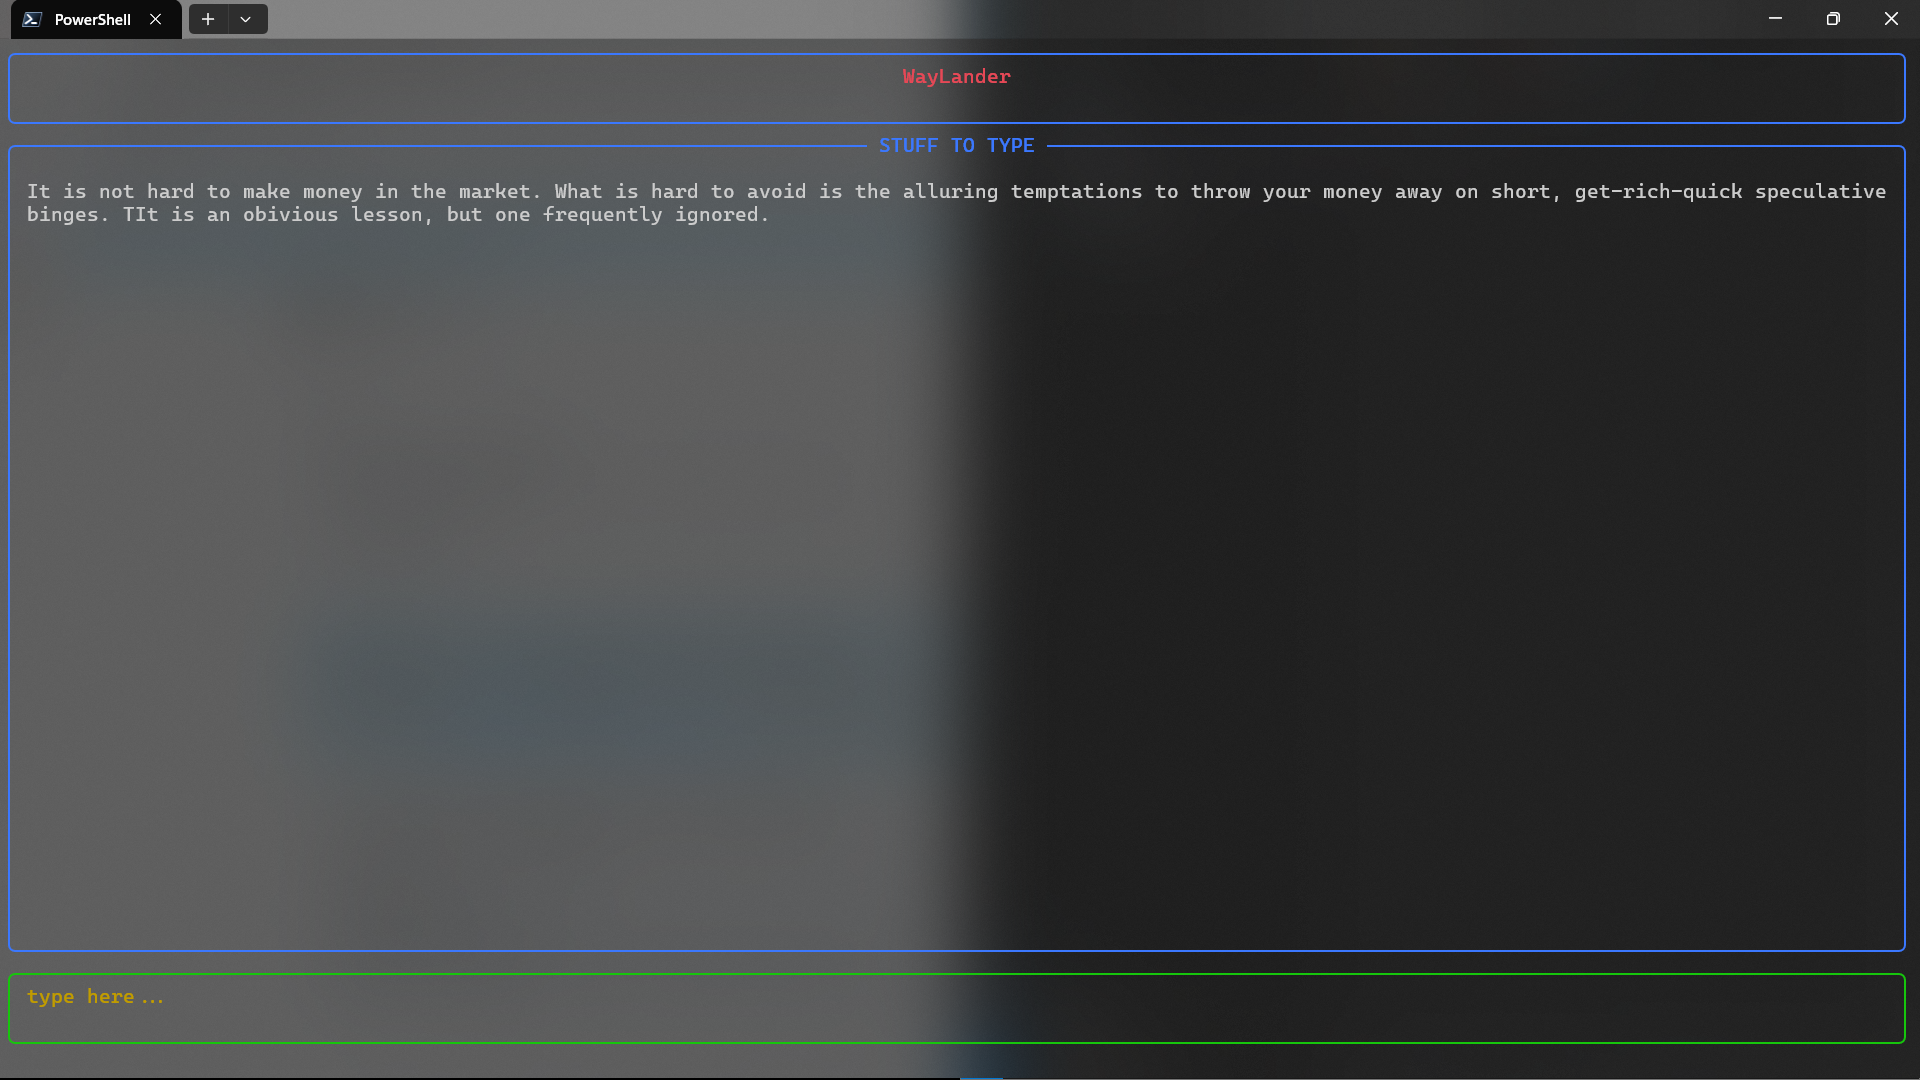 PowerShell
WayLander
STUFF TO TYPE
It is not hard to make money in the market. What is hard to avoid is the alluring temptations to throw your money away on short, get-rich-quick speculative
binges. TIt is an obivious lesson, but one frequently ignored.
type here...